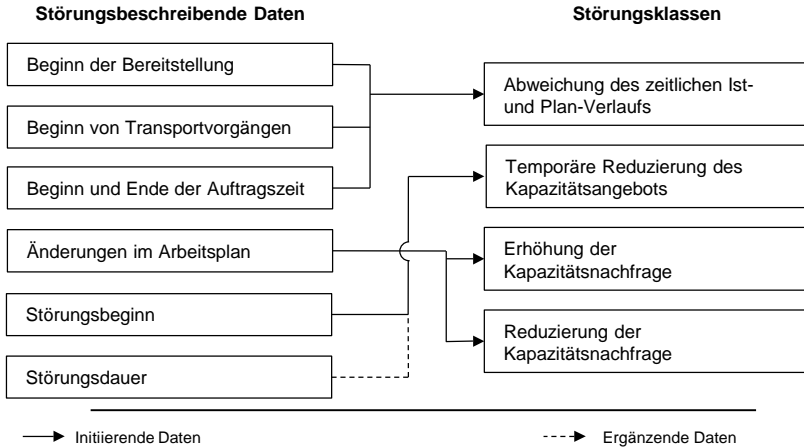 Störungsbeschreibende Daten
Störungsklassen
Beginn der Bereitstellung
Beginn von Transportvorgängen
Beginn und Ende der Auftragszeit
Änderungen im Arbeitsplan
Störungsbeginn
Störungsdauer
Abweichung des zeitlichen Ist-
und Plan-Verlaufs
Temporäre Reduzierung des
Kapazitätsangebots
Erhöhung der
Kapazitätsnachfrage
Reduzierung der
Kapazitätsnachfrage
Initiierende Daten
Ergänzende Daten